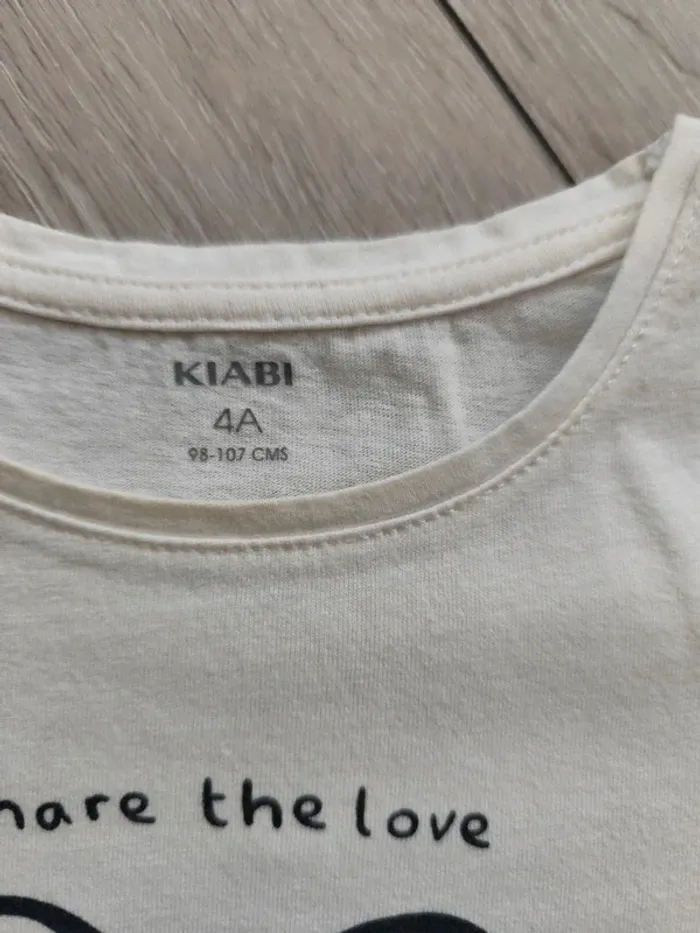 KIABI
4A
98-107 CMS
hare the love